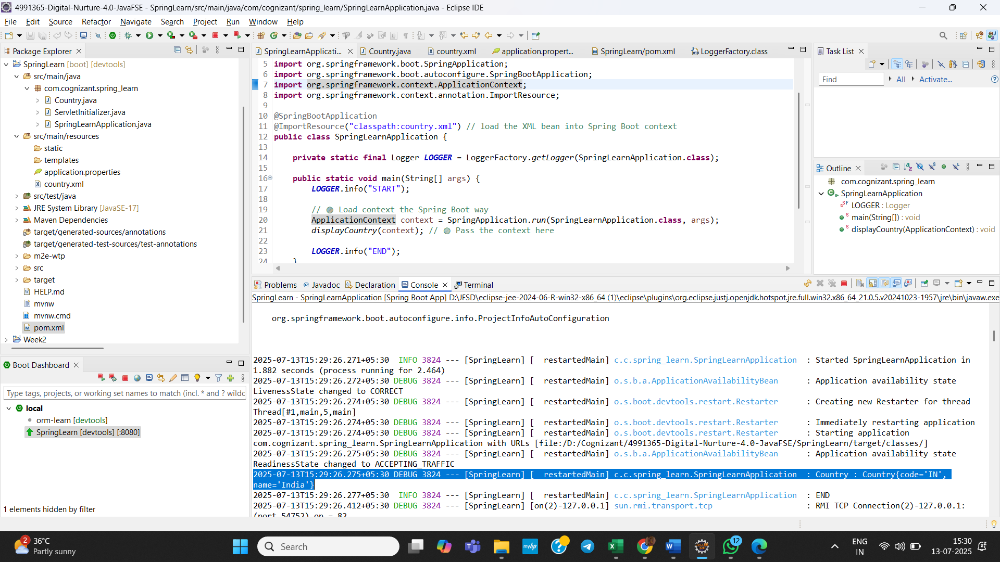 4991365-Digital-Nurture-4.0-JavaFSE - SpringLearn/src/main/java/com/cognizant/spring_learn/SpringLearnApplication.java - Eclipse IDE
File Edit Source Refactor Navigate Search Project Run Window Help
Package Explorer
SpringLearn [boot] [devtools]
src/main/java
com.cognizant.spring_learn
Country.java
ServletInitializer.java
SpringLearnApplication.java
src/main/resources
static
templates
application.properties
country.xml
src/test/java
JRE System Library [JavaSE-17]
Maven Dependencies
target/generated-sources/annotations
target/generated-test-sources/test-annotations
m2e-wtp
src
target
HELP.md
mvnw
mvnw.cmd
pom.xml
Week2
Boot Dashboard
Type tags, projects, or working set names to match (incl. * and ? wildc
local
orm-learn [devtools]
SpringLearn [devtools] [:8080]
1 elements hidden by filter
SpringLearnApplicati... Country.java country.xml application.propert... SpringLearn/pom.xml LoggerFactory.class
5 import org.springframework.boot.SpringApplication;
6 import org.springframework.boot.autoconfigure.SpringBootApplication;
7 import org.springframework.context.ApplicationContext;
8 import org.springframework.context.annotation.ImportResource;
9
10 @SpringBootApplication
11 @ImportResource("classpath:country.xml") // load the XML bean into Spring Boot context
12 public class SpringLearnApplication {
13
14 private static final Logger LOGGER = LoggerFactory.getLogger(SpringLearnApplication.class);
15
16 public static void main(String[] args) {
17 LOGGER.info("START");
18
19 // Load context the Spring Boot way
20 ApplicationContext context = SpringApplication.run(SpringLearnApplication.class, args);
21 displayCountry(context); // Pass the context here
22
23 LOGGER.info("END");
24 }
Problems Javadoc Declaration Console Terminal
SpringLearn - SpringLearnApplication [Spring Boot App] D:\JFSD\eclipse-jee-2024-06-R-win32-x86_64 (1)\eclipse\plugins\org.eclipse.justj.openjdk.hotspot.jre.full.win32.x86_64_21.0.5.v20241023-1957\jre\bin\javaw.exe
org.springframework.boot.autoconfigure.info.ProjectInfoAutoConfiguration
2025-07-13T15:29:26.271+05:30  INFO 3824 --- [SpringLearn] [  restartedMain] c.c.spring_learn.SpringLearnApplication  : Started SpringLearnApplication in
1.882 seconds (process running for 2.464)
2025-07-13T15:29:26.272+05:30 DEBUG 3824 --- [SpringLearn] [  restartedMain] o.s.b.a.ApplicationAvailabilityBean      : Application availability state
LivenessState changed to CORRECT
2025-07-13T15:29:26.274+05:30 DEBUG 3824 --- [SpringLearn] [  restartedMain] o.s.boot.devtools.restart.Restarter      : Creating new Restarter for thread
Thread[#1,main,5,main]
2025-07-13T15:29:26.274+05:30 DEBUG 3824 --- [SpringLearn] [  restartedMain] o.s.boot.devtools.restart.Restarter      : Immediately restarting application
2025-07-13T15:29:26.274+05:30 DEBUG 3824 --- [SpringLearn] [  restartedMain] o.s.boot.devtools.restart.Restarter      : Starting application
com.cognizant.spring_learn.SpringLearnApplication with URLs [file:/D:/Cognizant/4991365-Digital-Nurture-4.0-JavaFSE/SpringLearn/target/classes/]
2025-07-13T15:29:26.275+05:30 DEBUG 3824 --- [SpringLearn] [  restartedMain] o.s.b.a.ApplicationAvailabilityBean      : Application availability state
ReadinessState changed to ACCEPTING_TRAFFIC
2025-07-13T15:29:26.275+05:30 DEBUG 3824 --- [SpringLearn] [  restartedMain] c.c.spring_learn.SpringLearnApplication  : Country : Country{code='IN',
name='India'}
2025-07-13T15:29:26.277+05:30  INFO 3824 --- [SpringLearn] [  restartedMain] c.c.spring_learn.SpringLearnApplication  : END
2025-07-13T15:29:26.412+05:30 DEBUG 3824 --- [SpringLearn] [on(2)-127.0.0.1] sun.rmi.transport.tcp                    : RMI TCP Connection(2)-127.0.0.1:
(port 54752) op = 82
Task List
Find All Activate...
Outline
com.cognizant.spring_learn
SpringLearnApplication
LOGGER : Logger
main(String[]) : void
displayCountry(ApplicationContext) : void
2
36°C
Partly sunny
Search
myhp
12
ENG
IN
15:30
13-07-2025